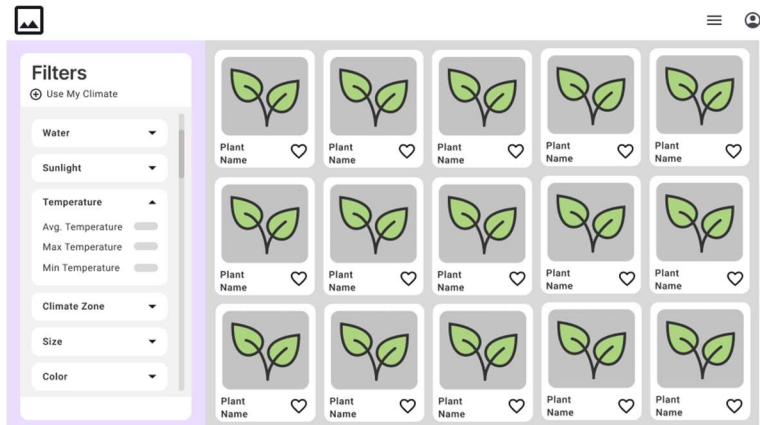 Filters
Use My Climate
Water
Sunlight
Temperature
Avg. Temperature
Max Temperature
Min Temperature
Climate Zone
Size
Color
Plant
Name
Plant
Name
Plant
Name
Plant
Name
Plant
Name
Plant
Name
Plant
Name
Plant
Name
Plant
Name
Plant
Name
Plant
Name
Plant
Name
Plant
Name
Plant
Name
Plant
Name